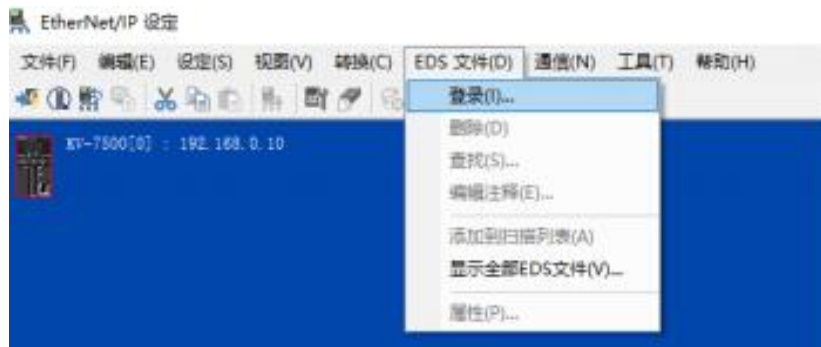 EtherNet/IP 设定
文件(F) 编辑(E) 设定(S) 视图(V) 转换(C) EDS 文件(D) 通信(N) 工具(T) 帮助(H)
登录(I)...
KV-7500[0] : 192.168.0.10
删除(D)
查找(S)...
编辑注释(E)...
添加到扫描列表(A)
显示全部EDS文件(V)...
属性(P)...